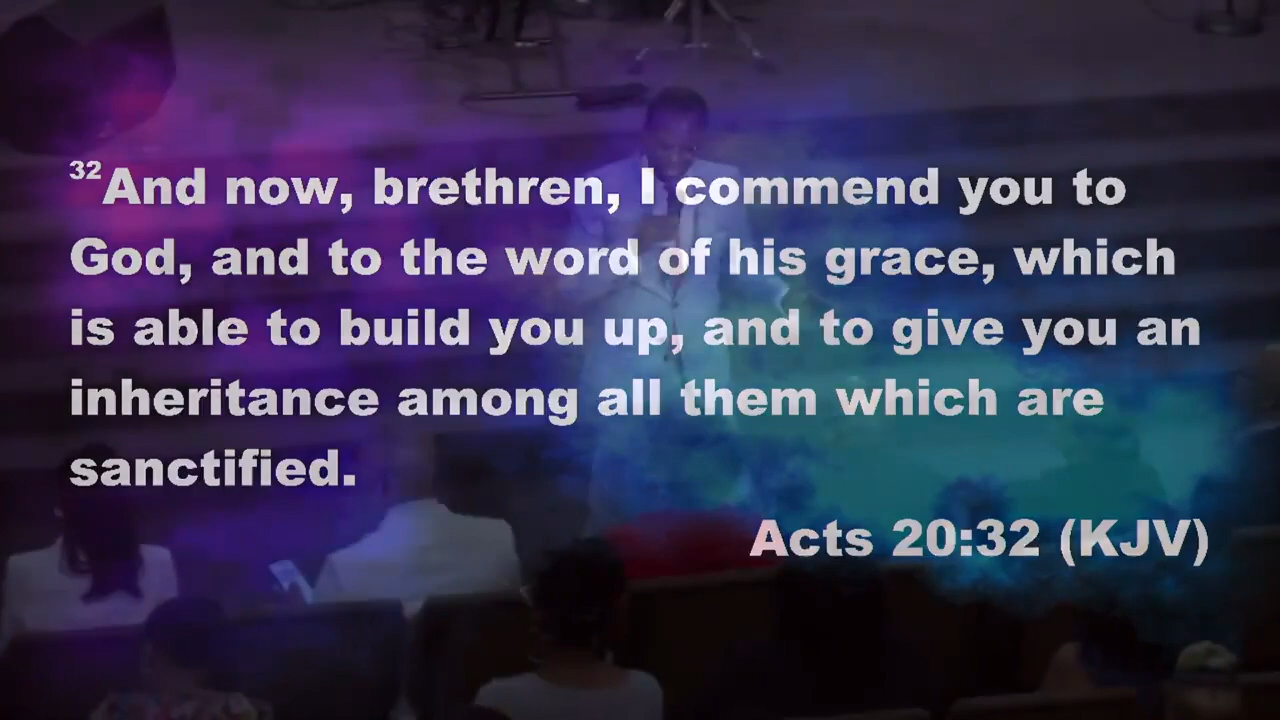 32And now, brethren, I commend you to
God, and to the word of his grace, which
is able to build you up, and to give you an
inheritance among all them which are
sanctified.
Acts 20:32 (KJV)